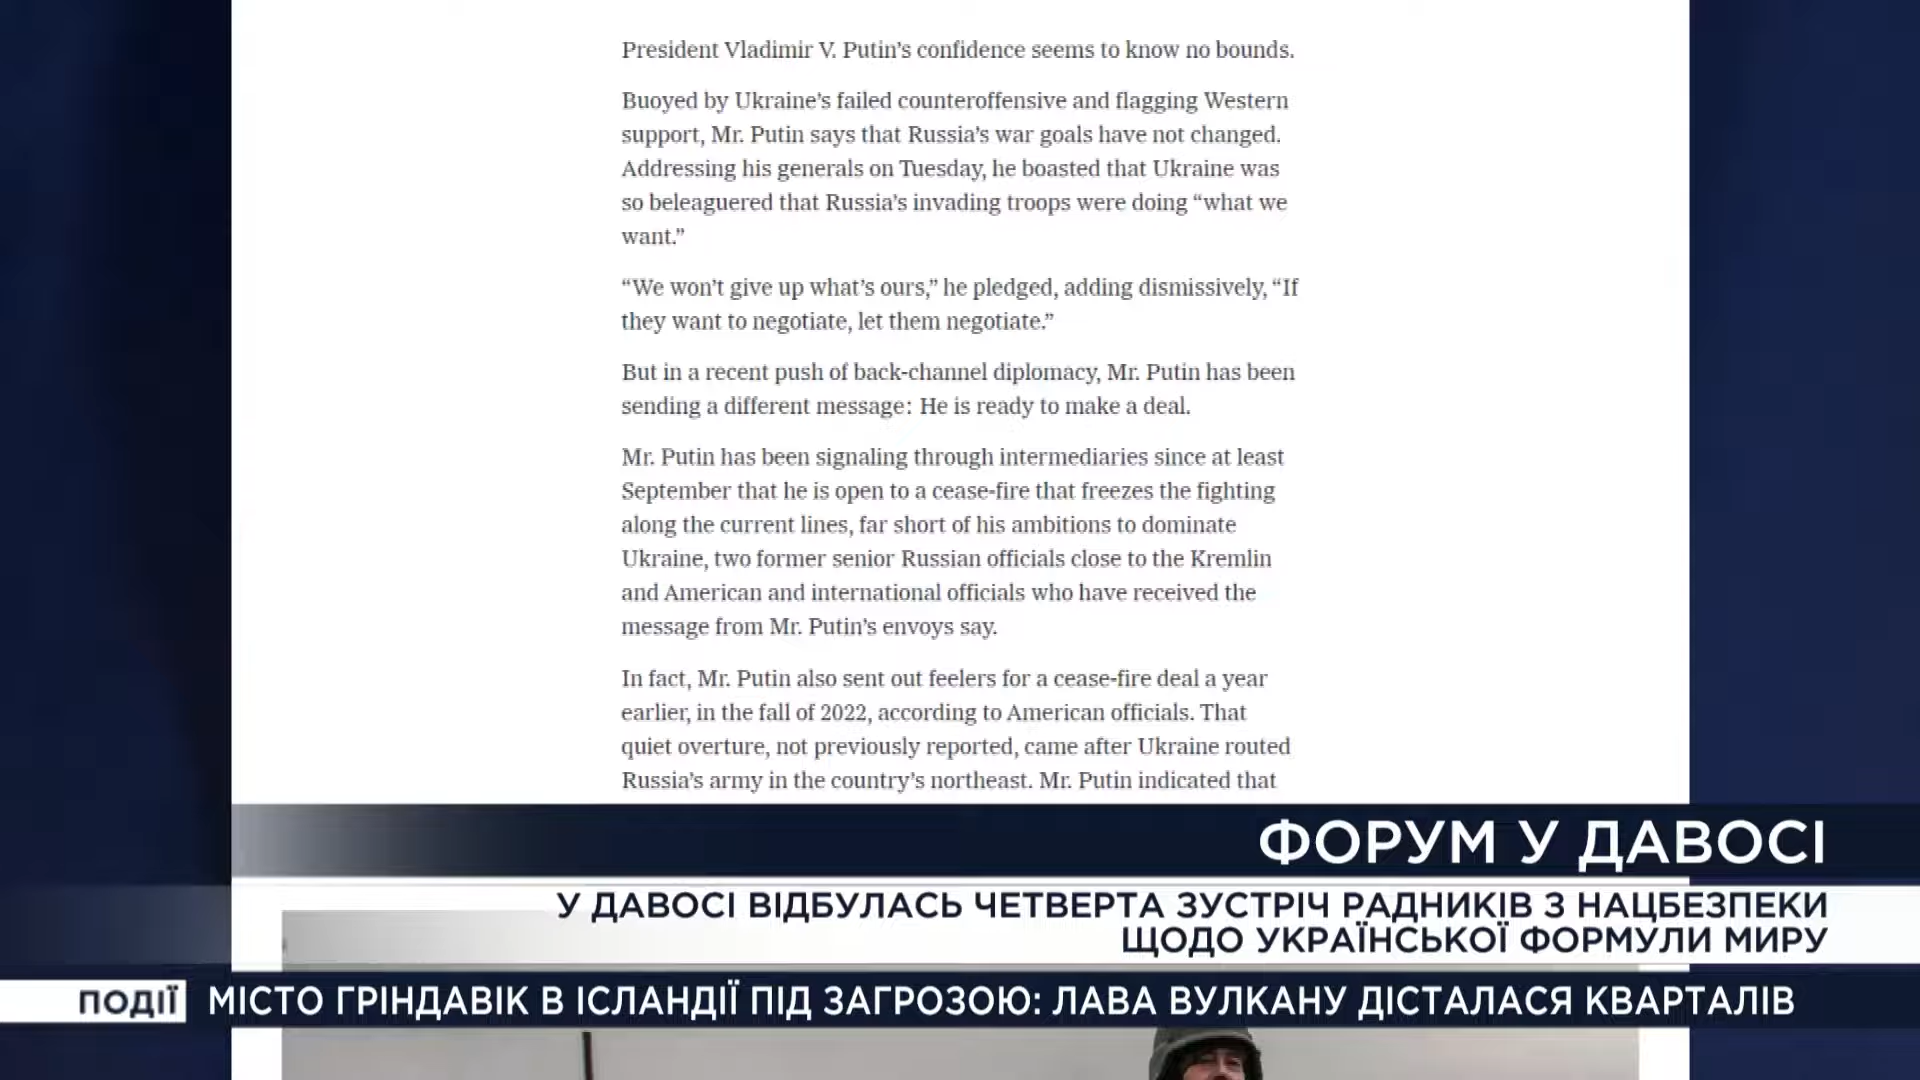 President Vladimir V. Putin’s confidence seems to know no bounds.
Buoyed by Ukraine’s failed counteroffensive and flagging Western
support, Mr. Putin says that Russia’s war goals have not changed.
Addressing his generals on Tuesday, he boasted that Ukraine was
so beleaguered that Russia’s invading troops were doing “what we
want.”
“We won’t give up what’s ours,” he pledged, adding dismissively, “If
they want to negotiate, let them negotiate.”
But in a recent push of back-channel diplomacy, Mr. Putin has been
sending a different message: He is ready to make a deal.
Mr. Putin has been signaling through intermediaries since at least
September that he is open to a cease-fire that freezes the fighting
along the current lines, far short of his ambitions to dominate
Ukraine, two former senior Russian officials close to the Kremlin
and American and international officials who have received the
message from Mr. Putin’s envoys say.
In fact, Mr. Putin also sent out feelers for a cease-fire deal a year
earlier, in the fall of 2022, according to American officials. That
quiet overture, not previously reported, came after Ukraine routed
Russia’s army in the country’s northeast. Mr. Putin indicated that
ФОРУМ У ДАВОСІ
У ДАВОСІ ВІДБУЛАСЬ ЧЕТВЕРТА ЗУСТРІЧ РАДНИКІВ З НАЦБЕЗПЕКИ
ЩОДО УКРАЇНСЬКОЇ ФОРМУЛИ МИРУ
ПОДІЇ МІСТО ГРІНДАВІК В ІСЛАНДІЇ ПІД ЗАГРОЗОЮ: ЛАВА ВУЛКАНУ ДІСТАЛАСЯ КВАРТАЛІВ